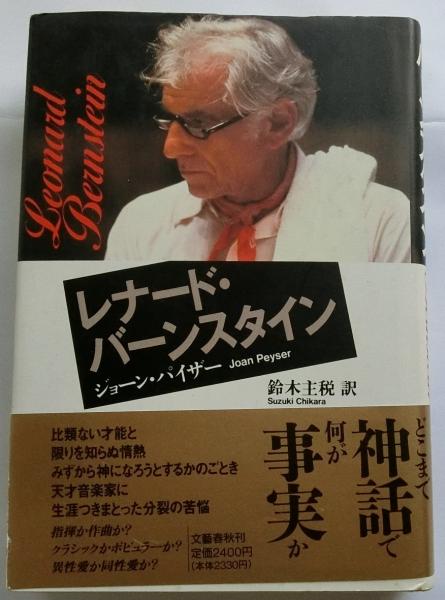 Leonard
Bernstein
レナード・
バーンスタイン
ジョーン・パイザー Joan Peyser
鈴木主税 訳
Suzuki Chikara
どこまで
神話で
何が
事実か
比類ない才能と
限りを知らぬ情熱
みずから神になろうとするかのごとき
天才音楽家に
生涯つきまとった分裂の苦悩
指揮か作曲か?
クラシックかポピュラーか?
異性愛か同性愛か?
文藝春秋刊
定価2400円
(本体2330円)